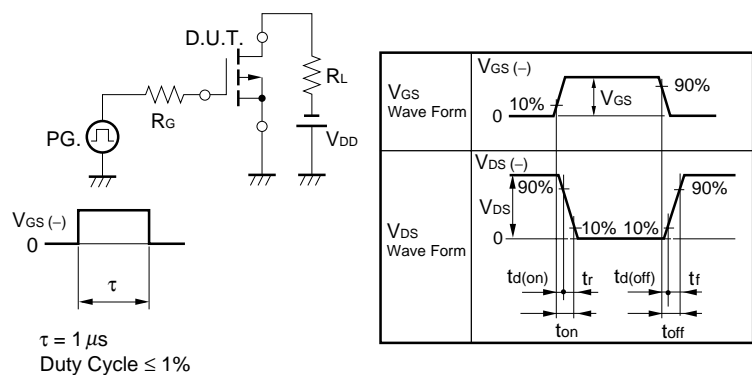 D.U.T.
RL
RG
PG.
VDD
VGS (−)
0
τ
τ = 1 μs
Duty Cycle ≤ 1%
VGS
Wave Form
VGS (−)
10%
VGS
90%
0
VDS
Wave Form
VDS (−)
90%
VDS
10% 10%
90%
0
td(on) tr td(off) tf
ton toff